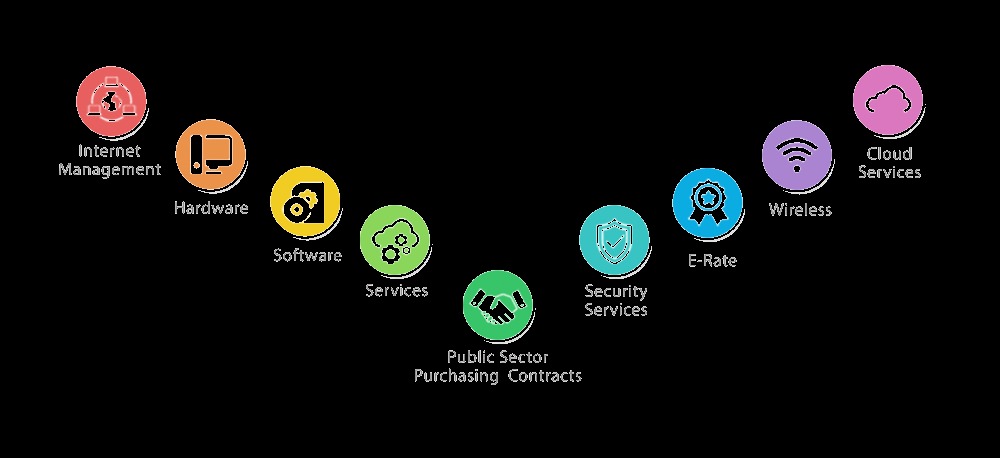 Internet
Management
Hardware
Software
Services
Public Sector
Purchasing Contracts
Security
Services
E-Rate
Wireless
Cloud
Services